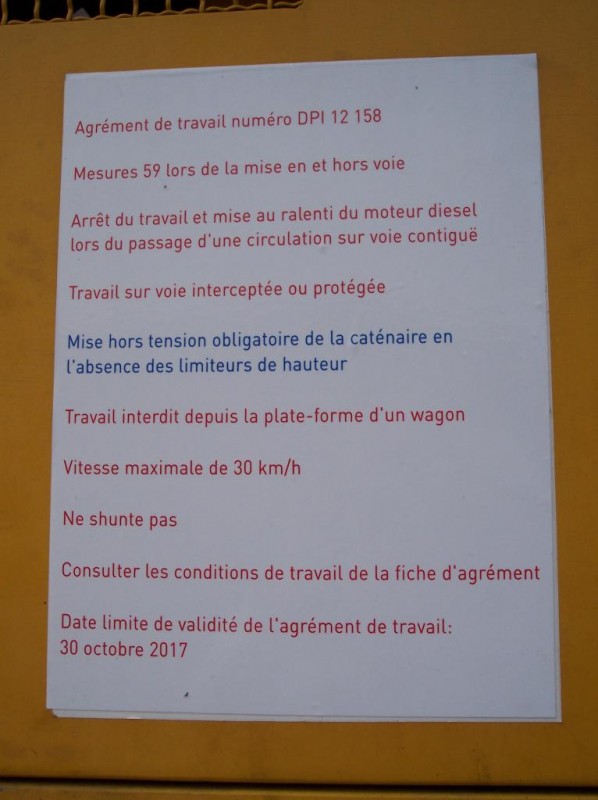 Agrément de travail numéro DPI 12 158
Mesures 59 lors de la mise en et hors voie
Arrêt du travail et mise au ralenti du moteur diesel
lors du passage d'une circulation sur voie contiguë
Travail sur voie interceptée ou protégée
Mise hors tension obligatoire de la caténaire en
l'absence des limiteurs de hauteur
Travail interdit depuis la plate-forme d'un wagon
Vitesse maximale de 30 km/h
Ne shunte pas
Consulter les conditions de travail de la fiche d'agrément
Date limite de validité de l'agrément de travail:
30 octobre 2017